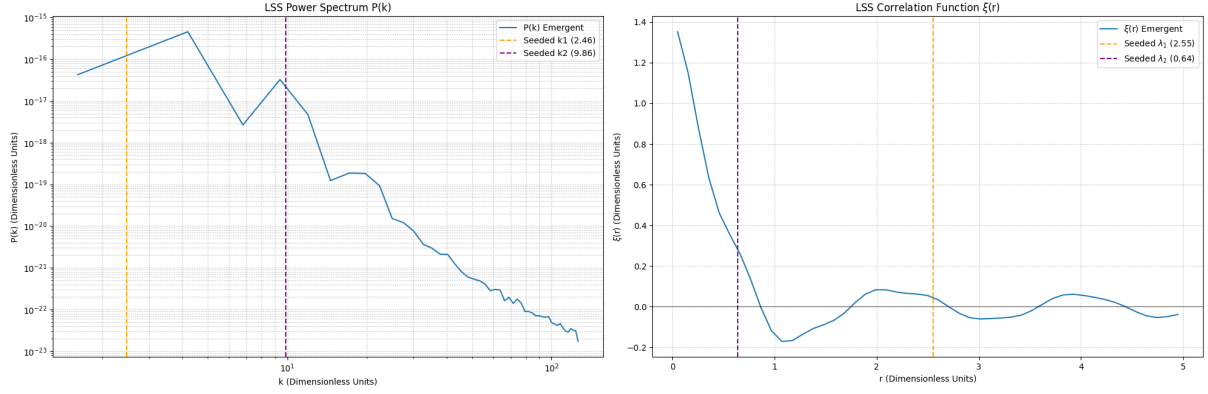 LSS Power Spectrum P(k)
P(k) Emergent
Seeded k1 (2.46)
Seeded k2 (9.86)
10⁻¹⁵
10⁻¹⁶
10⁻¹⁷
10⁻¹⁸
10⁻¹⁹
10⁻²⁰
10⁻²¹
10⁻²²
10⁻²³
P(k) (Dimensionless Units)
10¹
10²
k (Dimensionless Units)
LSS Correlation Function ξ(r)
ξ(r) Emergent
Seeded λ₁ (2.55)
Seeded λ₂ (0.64)
1.4
1.2
1.0
0.8
0.6
0.4
0.2
0.0
−0.2
ξ(r) (Dimensionless Units)
0
1
2
3
4
5
r (Dimensionless Units)